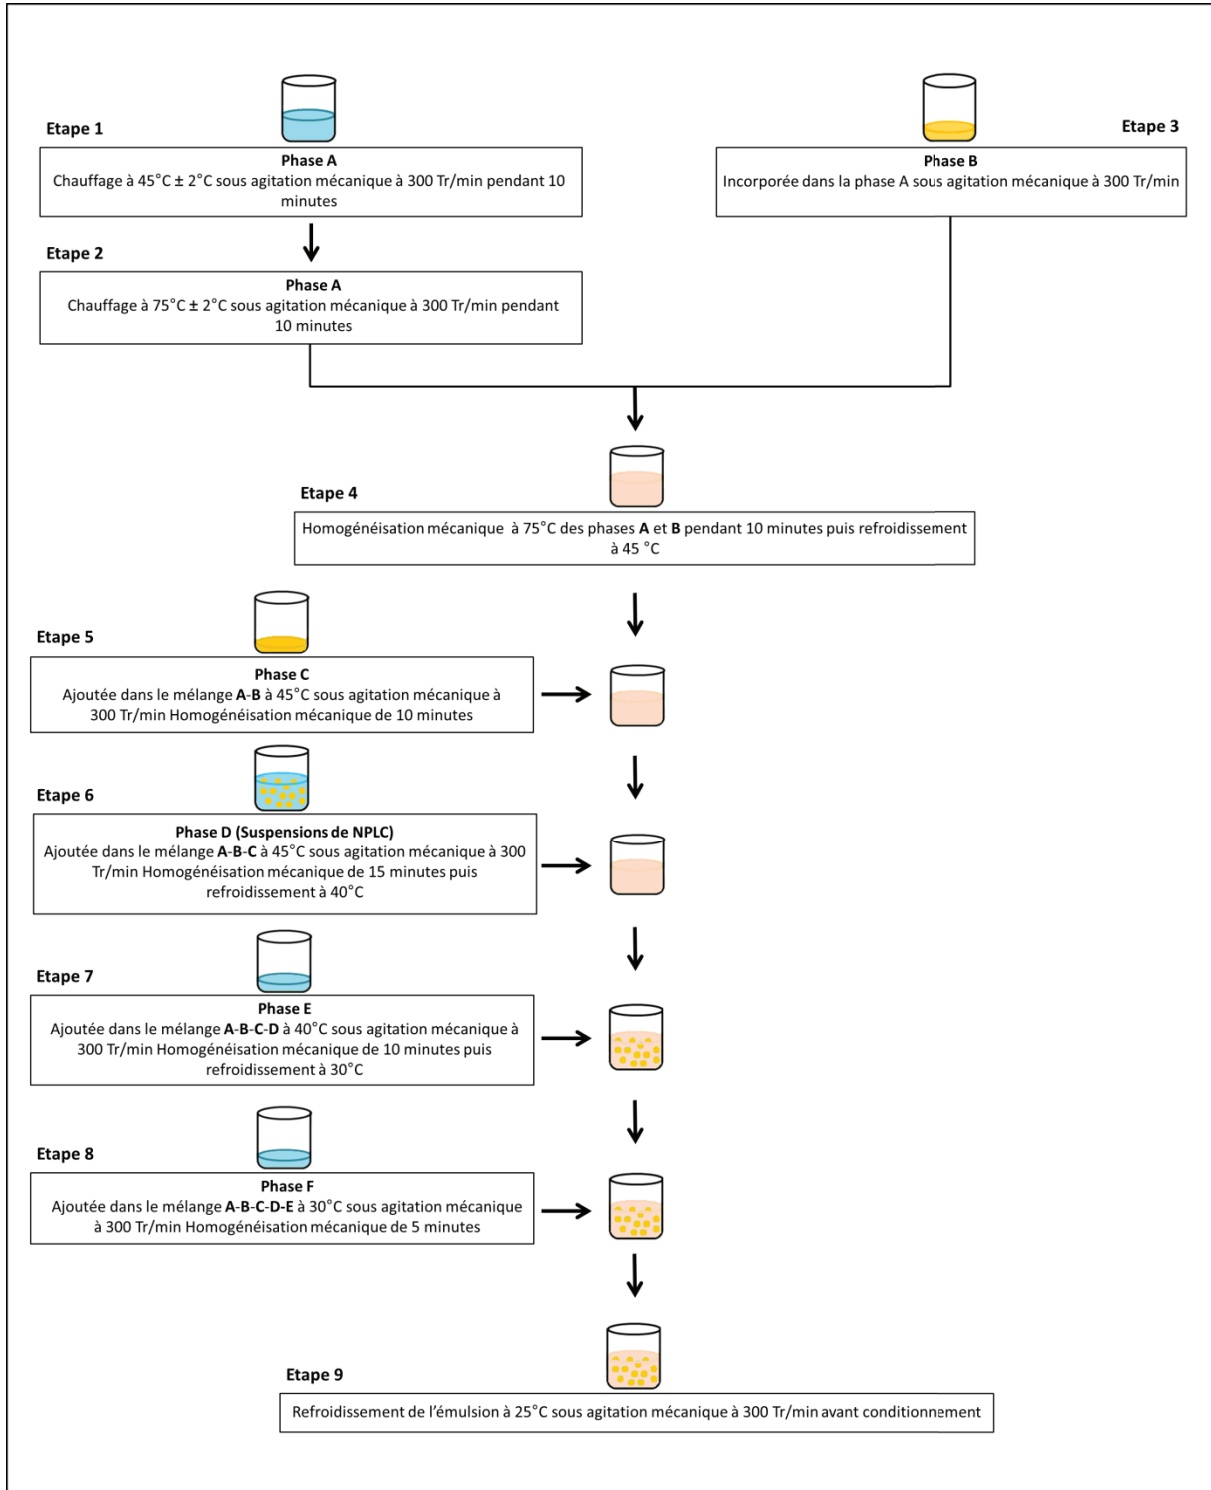 Etape 1
Phase A
Chauffage à 45°C ± 2°C sous agitation mécanique à 300 Tr/min pendant 10
minutes
Etape 2
Phase A
Chauffage à 75°C ± 2°C sous agitation mécanique à 300 Tr/min pendant
10 minutes
Etape 3
Phase B
Incorporée dans la phase A sous agitation mécanique à 300 Tr/min
Etape 4
Homogénéisation mécanique à 75°C des phases A et B pendant 10 minutes puis refroidissement
à 45 °C
Etape 5
Phase C
Ajoutée dans le mélange A-B à 45°C sous agitation mécanique à
300 Tr/min Homogénéisation mécanique de 10 minutes
Etape 6
Phase D (Suspensions de NPLC)
Ajoutée dans le mélange A-B-C à 45°C sous agitation mécanique à 300
Tr/min Homogénéisation mécanique de 15 minutes puis
refroidissement à 40°C
Etape 7
Phase E
Ajoutée dans le mélange A-B-C-D à 40°C sous agitation mécanique à
300 Tr/min Homogénéisation mécanique de 10 minutes puis
refroidissement à 30°C
Etape 8
Phase F
Ajoutée dans le mélange A-B-C-D-E à 30°C sous agitation mécanique
à 300 Tr/min Homogénéisation mécanique de 5 minutes
Etape 9
Refroidissement de l'émulsion à 25°C sous agitation mécanique à 300 Tr/min avant conditionnement